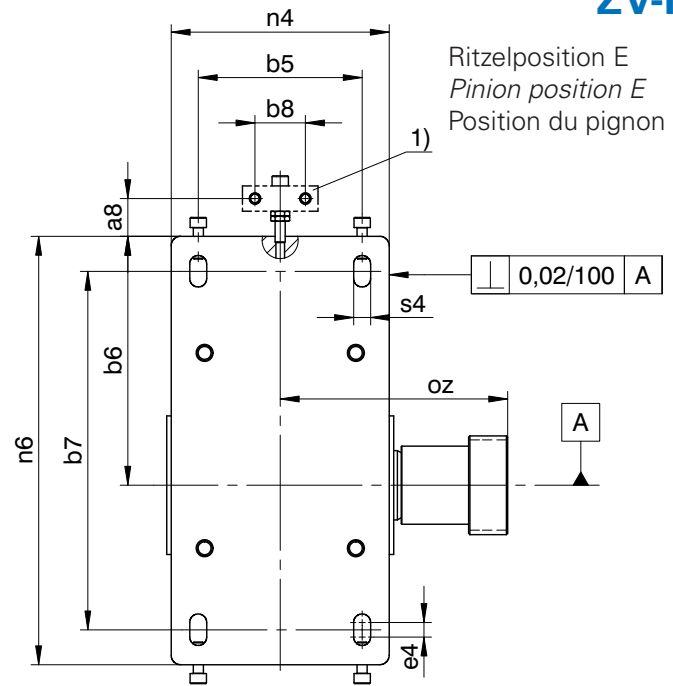 ZV-
n4
Ritzelposition E
b5
Pinion position E
b8
Position du pignon
1)
a8
⊥ 0,02/100 A
s4
b6
oz
A
b7
n6
e4